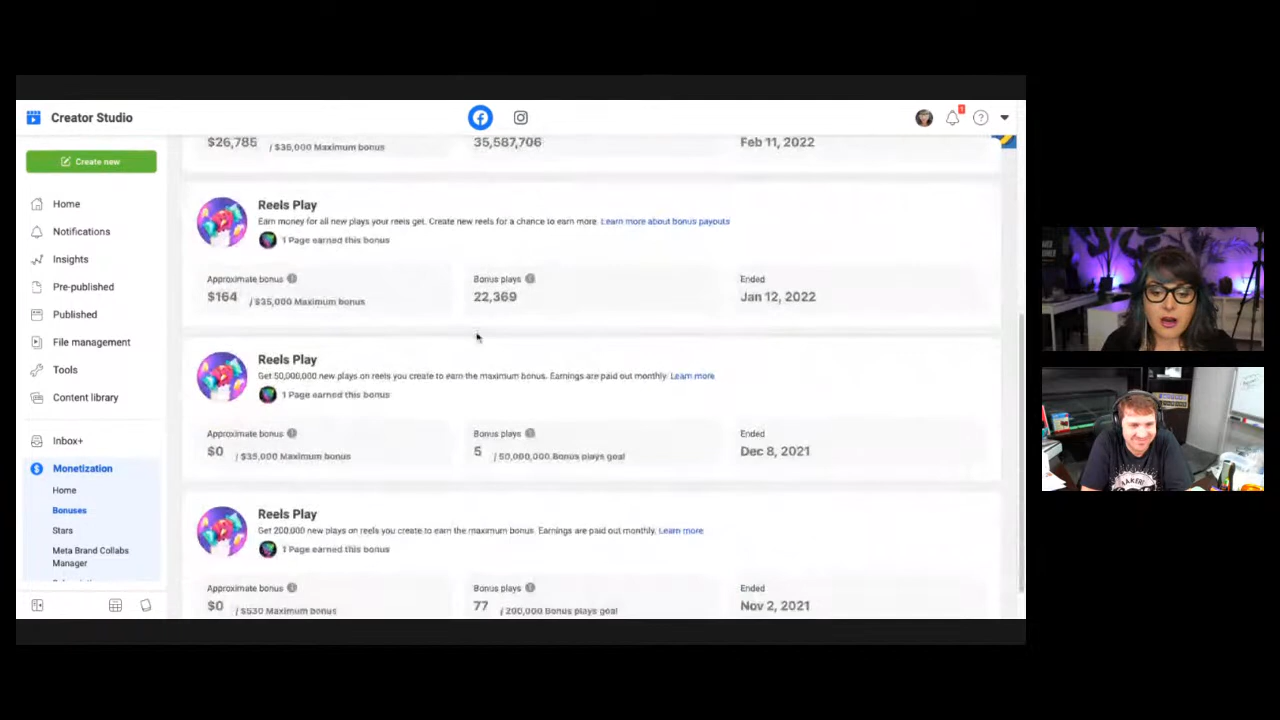 Creator Studio
Create new
Home
Notifications
Insights
Pre-published
Published
File management
Tools
Content library
Inbox+
Monetization
Home
Bonuses
Stars
Meta Brand Collabs
Manager
$26,785 / $35,000 Maximum bonus 35,587,706 Feb 11, 2022
Reels Play
Earn money for all new plays your reels get. Create new reels for a chance to earn more. Learn more about bonus payouts
1 Page earned this bonus
Approximate bonus Bonus plays Ended
$164 / $35,000 Maximum bonus 22,369 Jan 12, 2022
Reels Play
Get 50,000,000 new plays on reels you create to earn the maximum bonus. Earnings are paid out monthly. Learn more
1 Page earned this bonus
Approximate bonus Bonus plays Ended
$0 / $35,000 Maximum bonus 5 / 50,000,000 Bonus plays goal Dec 8, 2021
Reels Play
Get 200,000 new plays on reels you create to earn the maximum bonus. Earnings are paid out monthly. Learn more
1 Page earned this bonus
Approximate bonus Bonus plays Ended
$0 / $530 Maximum bonus 77 / 200,000 Bonus plays goal Nov 2, 2021